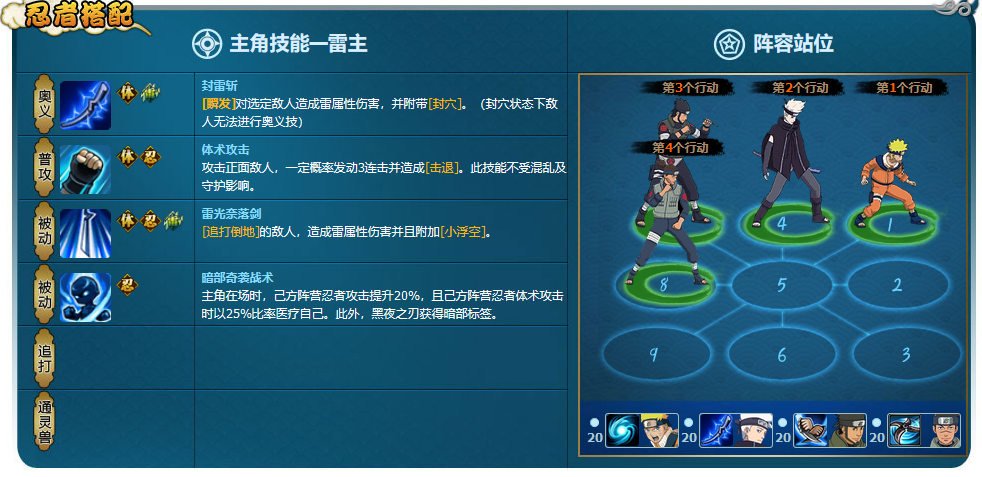 忍者搭配
主角技能—雷主
奥义
封雷斩
[瞬发]对选定敌人造成雷属性伤害，并附带[封穴]。（封穴状态下敌
人无法进行奥义技）
体
普攻
体术攻击
攻击正面敌人，一定概率发动3连击并造成[击退]。此技能不受混乱及
守护影响。
体 忍
被动
雷光奈落剑
[追打倒地]的敌人，造成雷属性伤害并且附加[小浮空]。
体 忍
被动
暗部奇袭战术
主角在场时，己方阵营忍者攻击提升20%，且己方阵营忍者体术攻击
时以25%比率医疗自己。此外，黑夜之刃获得暗部标签。
忍
追打
通灵兽
阵容站位
第3个行动
第2个行动
第1个行动
第4个行动
4
1
8
5
2
9
6
3
20
20
20
20